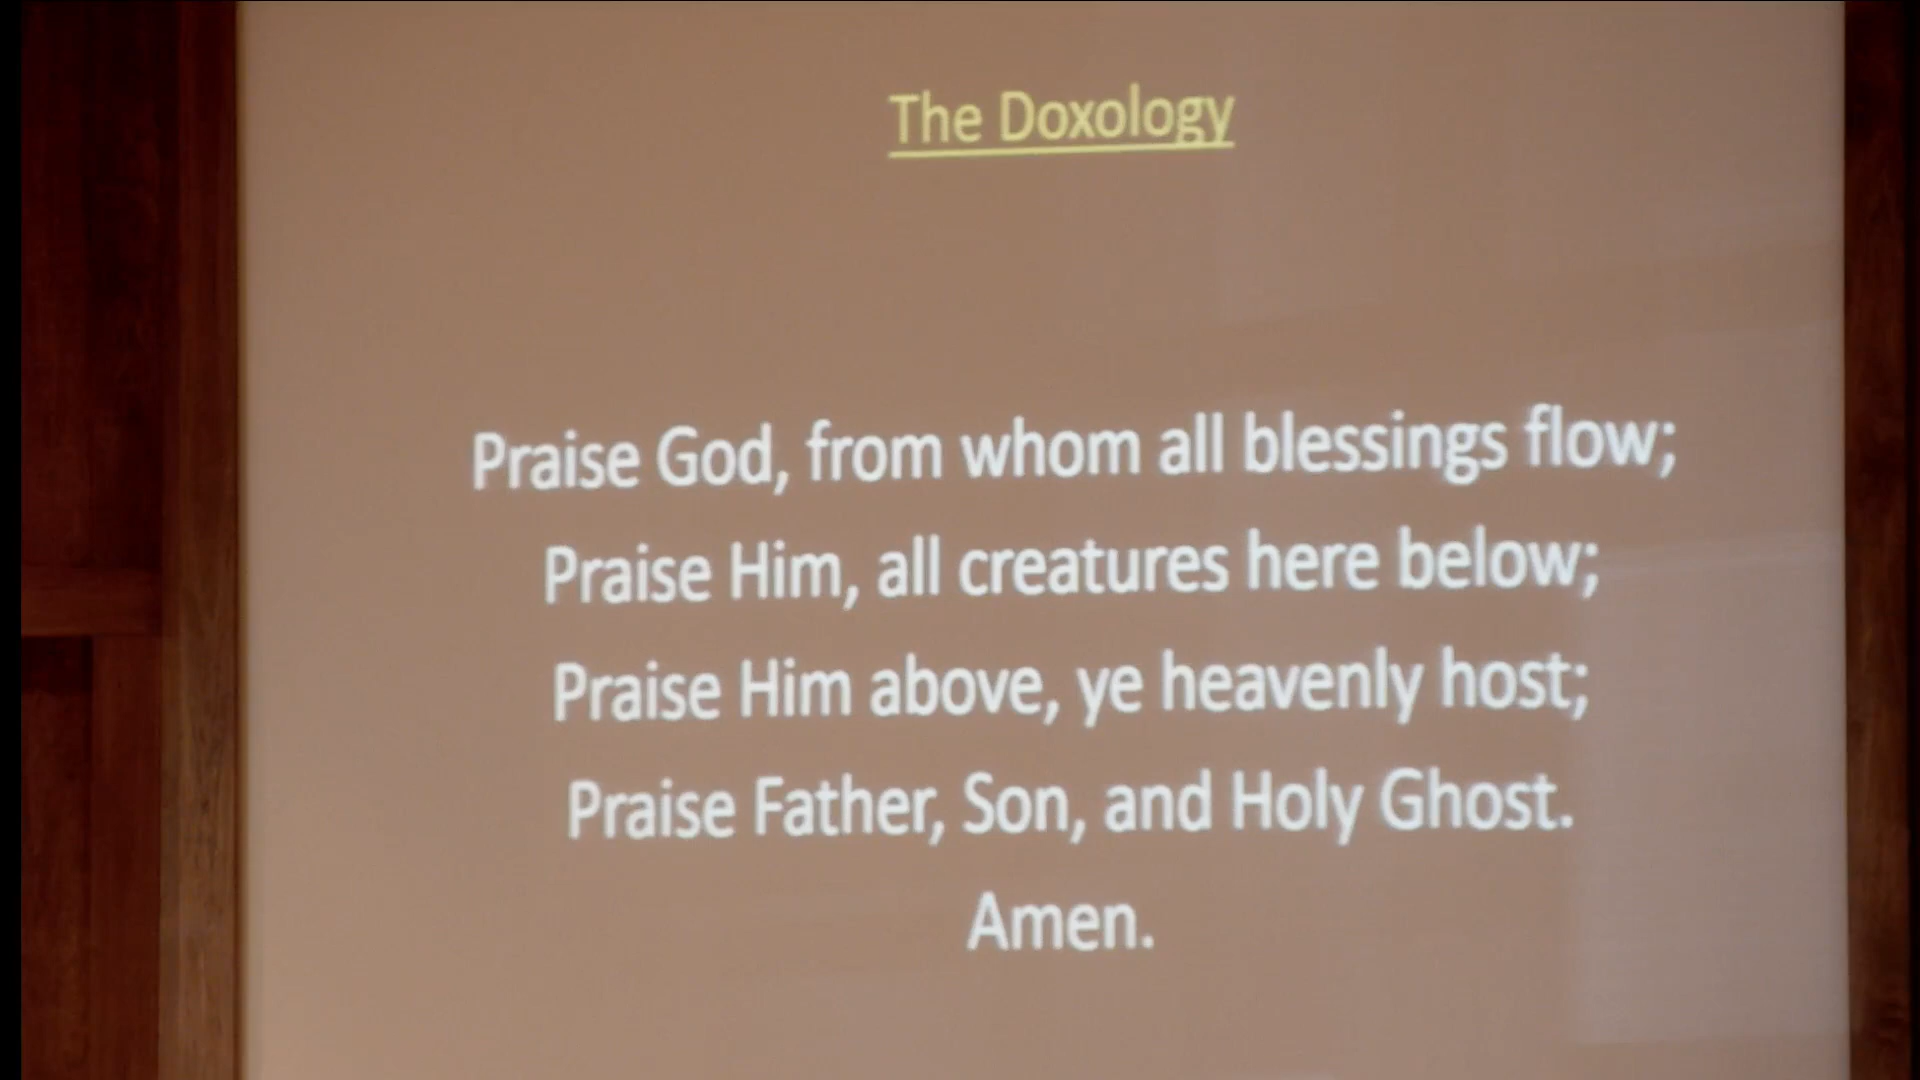 The Doxology
Praise God, from whom all blessings flow;
Praise Him, all creatures here below;
Praise Him above, ye heavenly host;
Praise Father, Son, and Holy Ghost.
Amen.